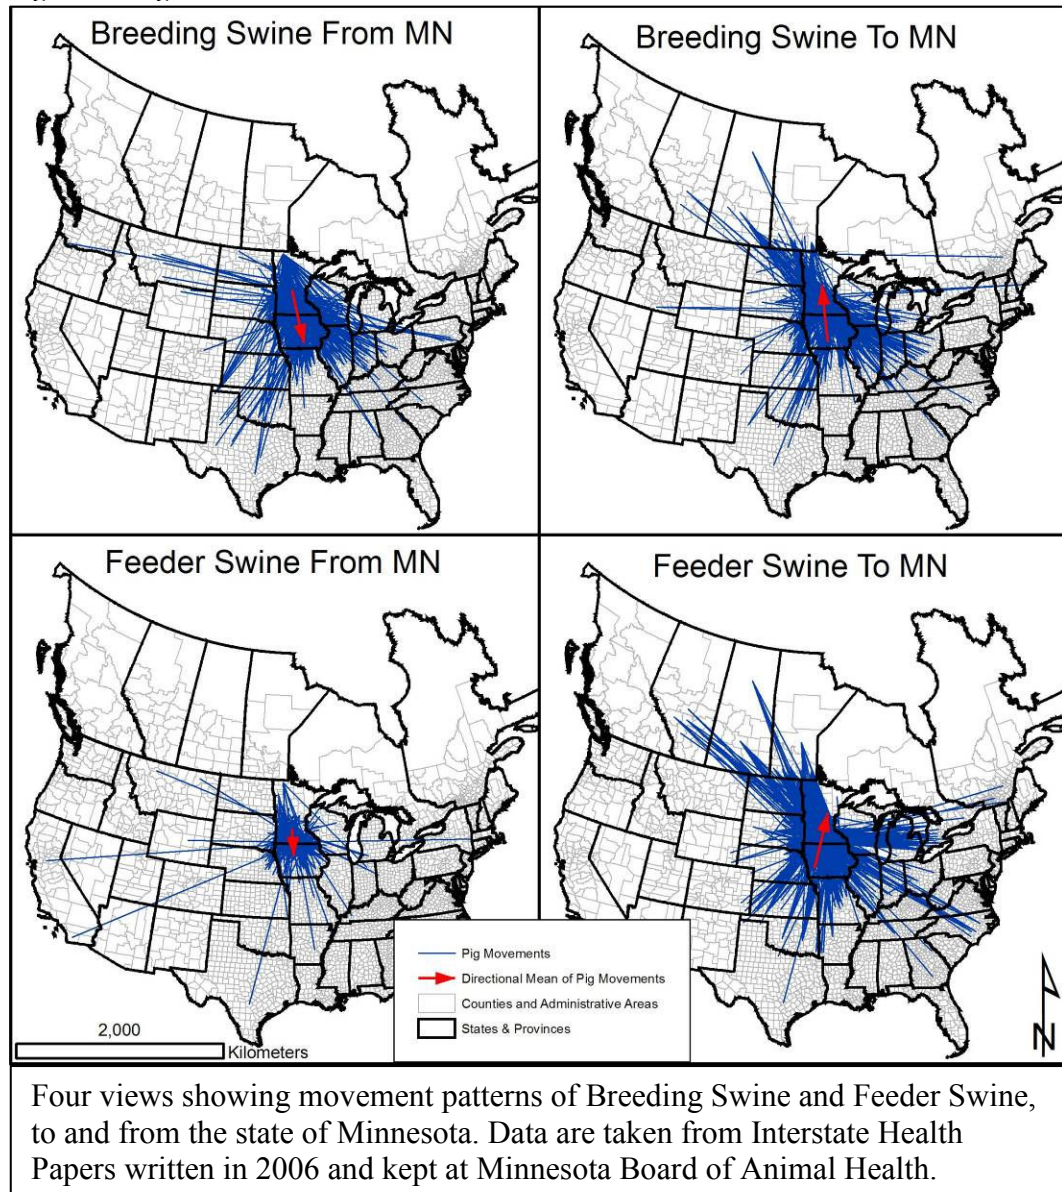 Breeding Swine From MN
Breeding Swine To MN
Feeder Swine From MN
Feeder Swine To MN
Pig Movements
Directional Mean of Pig Movements
Counties and Administrative Areas
States & Provinces
2,000
Kilometers
N
Four views showing movement patterns of Breeding Swine and Feeder Swine,
to and from the state of Minnesota. Data are taken from Interstate Health
Papers written in 2006 and kept at Minnesota Board of Animal Health.